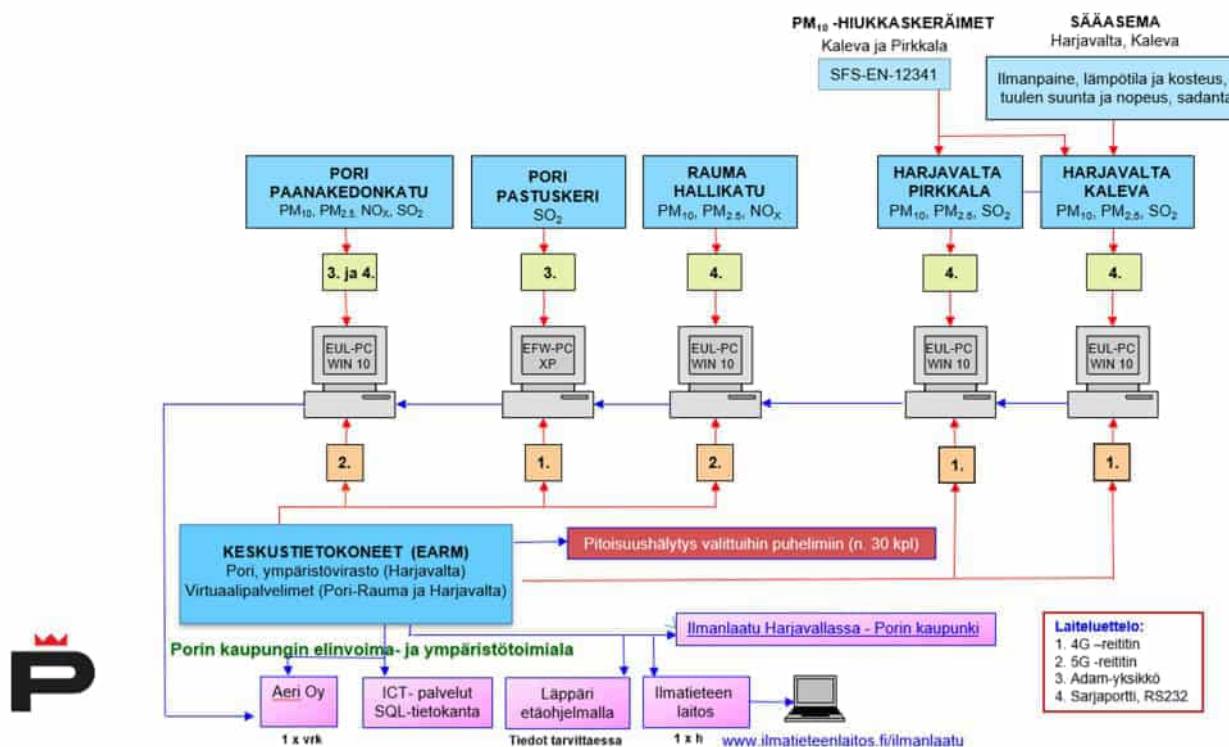 PM₁₀ -HIUKKASKERÄIMET
Kaleva ja Pirkkala
SFS-EN-12341
SÄÄASEMA
Harjavalta, Kaleva
Ilmanpaine, lämpötila ja kosteus,
tuulen suunta ja nopeus, sadanta
PORI
PAANAKEDONKATU
PM₁₀, PM₂.₅, NOₓ, SO₂
PORI
PASTUSKERI
SO₂
RAUMA
HALLIKATU
PM₁₀, PM₂.₅, NOₓ
HARJAVALTA
PIRKKALA
PM₁₀, PM₂.₅, SO₂
HARJAVALTA
KALEVA
PM₁₀, PM₂.₅, SO₂
3. ja 4.
3.
4.
4.
4.
EUL-PC
WIN 10
EFW-PC
XP
EUL-PC
WIN 10
EUL-PC
WIN 10
EUL-PC
WIN 10
2.
1.
2.
1.
1.
KESKUSTIETOKONEET (EARM)
Pori, ympäristövirasto (Harjavalta)
Virtuaalipalvelimet (Pori-Rauma ja Harjavalta)
Pitoisuushälytys valittuihin puhelimiin (n. 30 kpl)
Ilmanlaatu Harjavallassa - Porin kaupunki
Porin kaupungin elinvoima- ja ympäristötoimiala
Aeri Oy
1 x vrk
ICT- palvelut
SQL-tietokanta
Läppäri
etäohjelmalla
Tiedot tarvittaessa
Ilmatieteen
laitos
1 x h
www.ilmatieteenlaitos.fi/ilmanlaatu
Laiteluettelo:
1. 4G –reititin
2. 5G -reititin
3. Adam-yksikkö
4. Sarjaportti, RS232
P